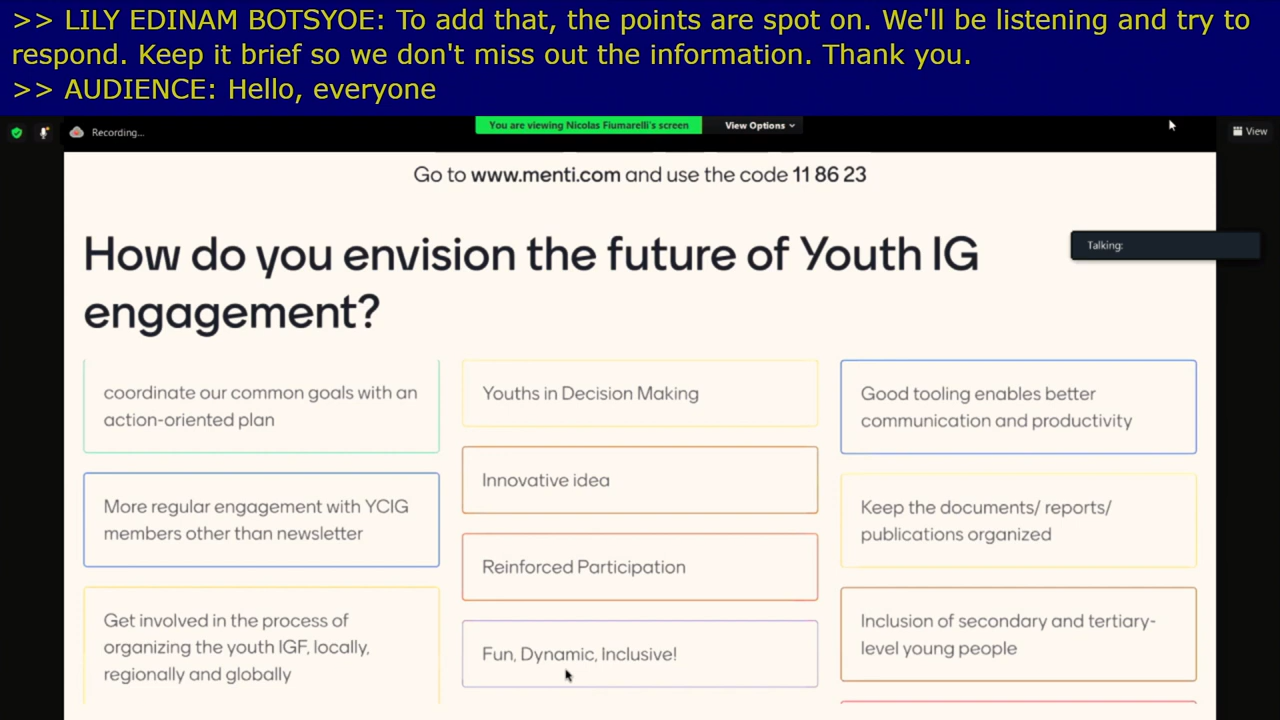 >> LILY EDINAM BOTSYOE: To add that, the points are spot on. We'll be listening and try to
respond. Keep it brief so we don't miss out the information. Thank you.
>> AUDIENCE: Hello, everyone
Recording...
You are viewing Nicolas Fiumarelli's screen
View Options
View
Go to www.menti.com and use the code 11 86 23
How do you envision the future of Youth IG
engagement?
Talking:
coordinate our common goals with an
action-oriented plan
More regular engagement with YCIG
members other than newsletter
Get involved in the process of
organizing the youth IGF, locally,
regionally and globally
Youths in Decision Making
Innovative idea
Reinforced Participation
Fun, Dynamic, Inclusive!
Good tooling enables better
communication and productivity
Keep the documents/ reports/
publications organized
Inclusion of secondary and tertiary-
level young people